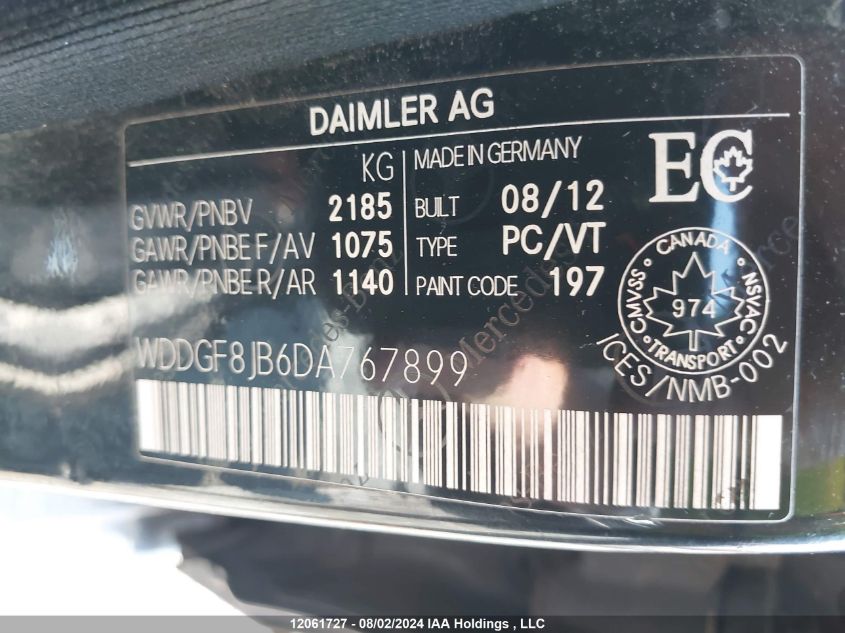 DAIMLER AG
KG
GVWR/PNBV 2185
GAWR/PNBE F/AV 1075
GAWR/PNBE R/AR 1140
MADE IN GERMANY
BUILT 08/12
TYPE PC/VT
PAINT CODE 197
EC
CANADA
CMVSS
974
NSVAC
TRANSPORT
ICES/NMB-002
WDDGF8JB6DA767899
Mercedes-Benz
12061727 - 08/02/2024 IAA Holdings , LLC